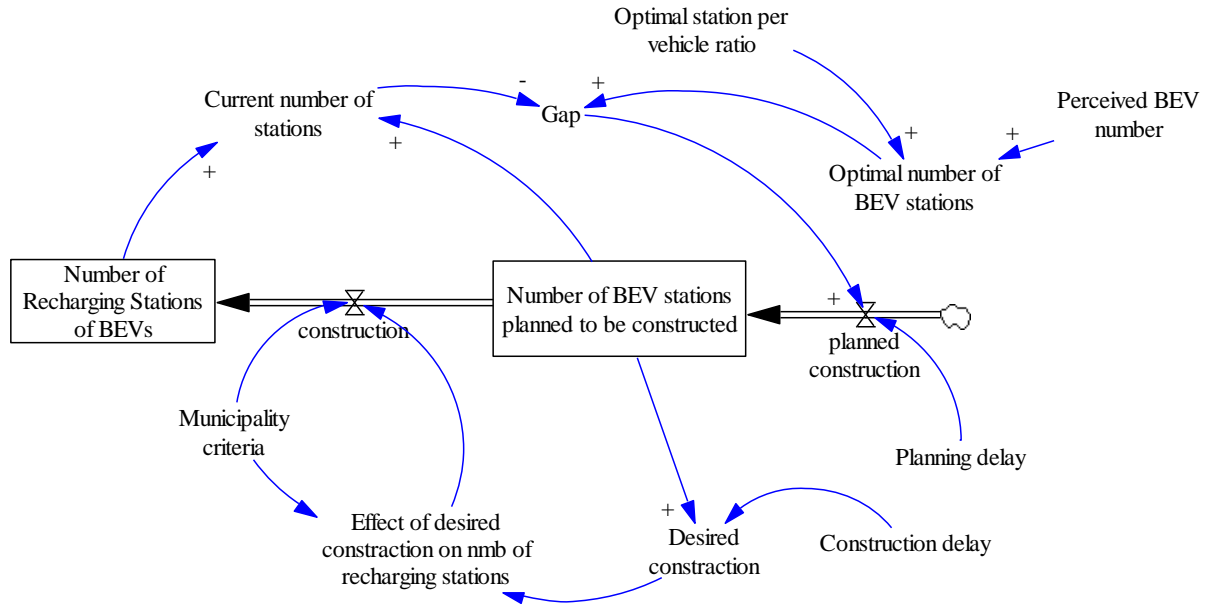 Optimal station per
vehicle ratio
-
+
Current number of
stations
Gap
Perceived BEV
number
+
+
+
+
Optimal number of
BEV stations
Number of
Recharging Stations
of BEVs
construction
Number of BEV stations
planned to be constructed
+
planned
construction
Municipality
criteria
Planning delay
+
Effect of desired
constraction on nmb of
recharging stations
Desired
constraction
Construction delay